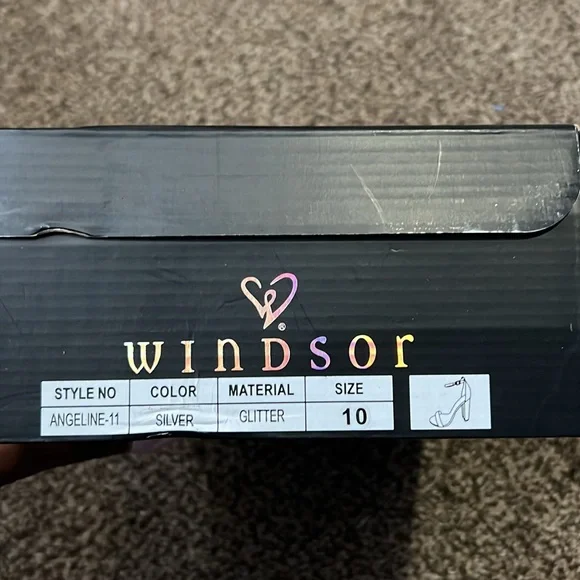 ®
WINDSOR
STYLE NO COLOR MATERIAL SIZE
ANGELINE-11 SILVER GLITTER 10